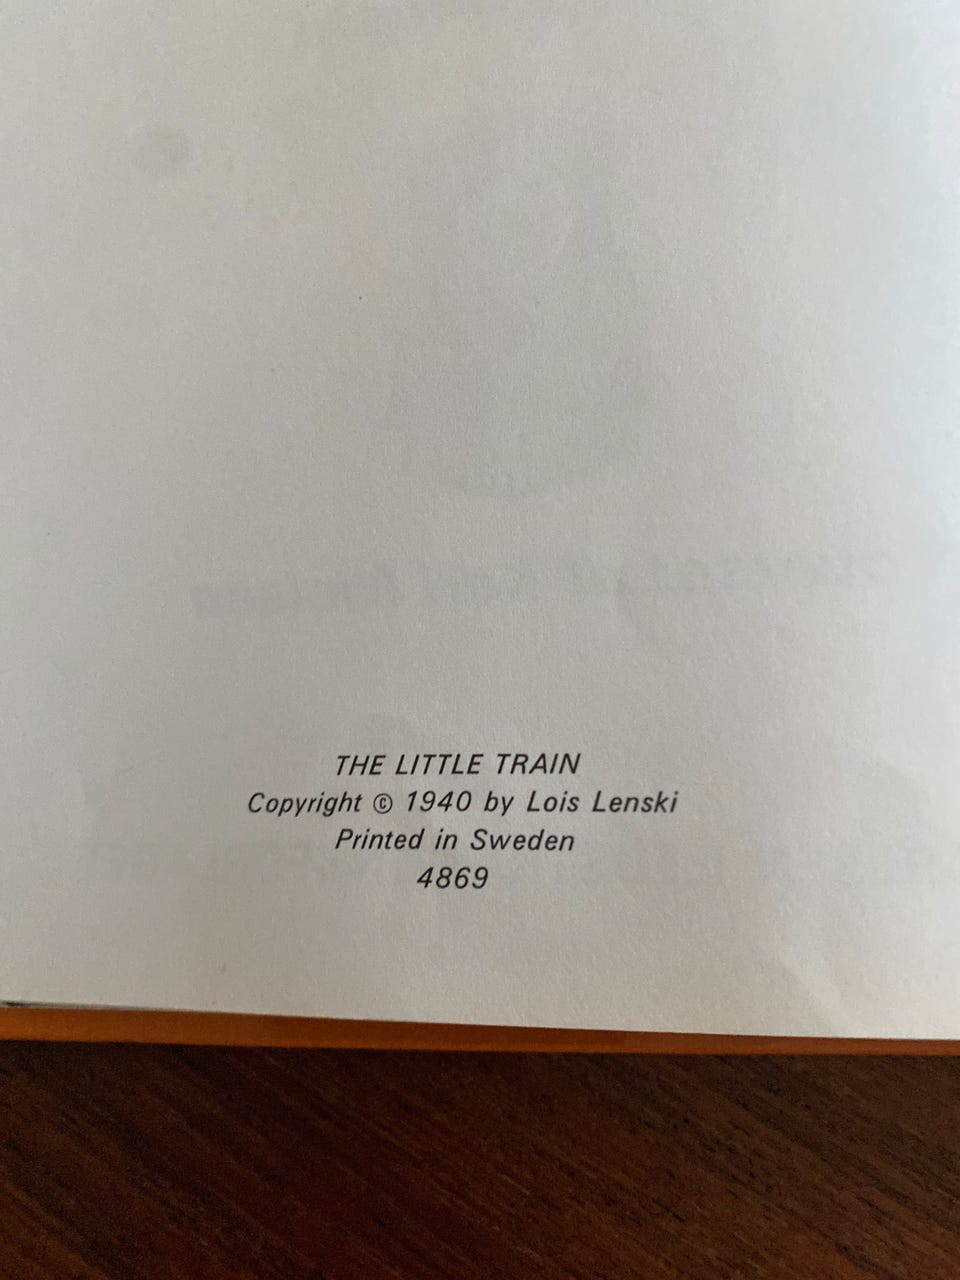 THE LITTLE TRAIN
Copyright © 1940 by Lois Lenski
Printed in Sweden
4869